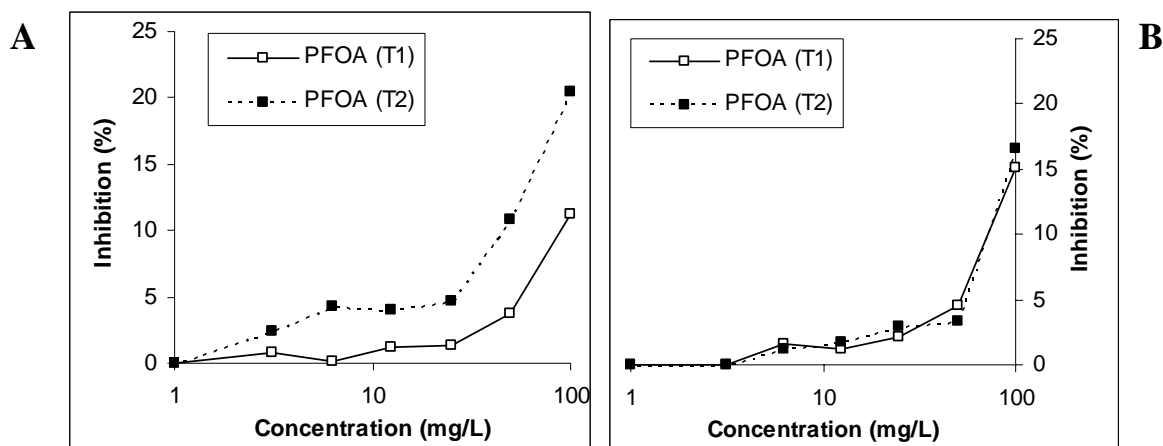 A
25
20
15
10
5
0
Inhibition (%)
PFOA (T1)
PFOA (T2)
1
10
100
Concentration (mg/L)
B
25
20
15
10
5
0
Inhibition (%)
PFOA (T1)
PFOA (T2)
1
10
100
Concentration (mg/L)